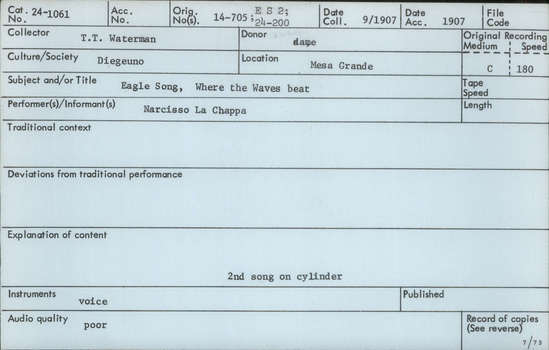 Cat. No. 24-1061 Acc. No. Orig. No(s). 14-705; E S 2; 24-200 Date Coll. 9/1907 Date Acc. 1907 File Code
Collector T.T. Waterman Donor Original Recording Medium Speed
Culture/Society Diegeuno Location Mesa Grande C 180
Subject and/or Title Eagle Song, Where the Waves beat Tape Speed
Performer(s)/Informant(s) Narcisso La Chappa Length
Traditional context
Deviations from traditional performance
Explanation of content
2nd song on cylinder
Instruments voice Published
Audio quality poor Record of copies (See reverse)
7/73